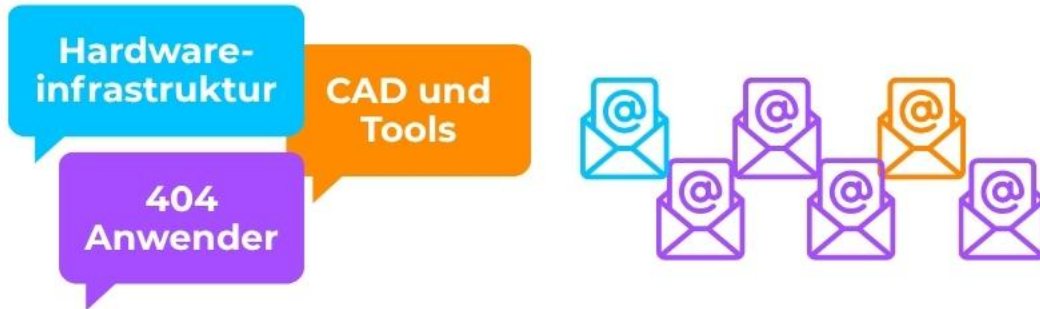 Hardware-
infrastruktur
CAD und
Tools
404
Anwender
@
@
@
@
@
@